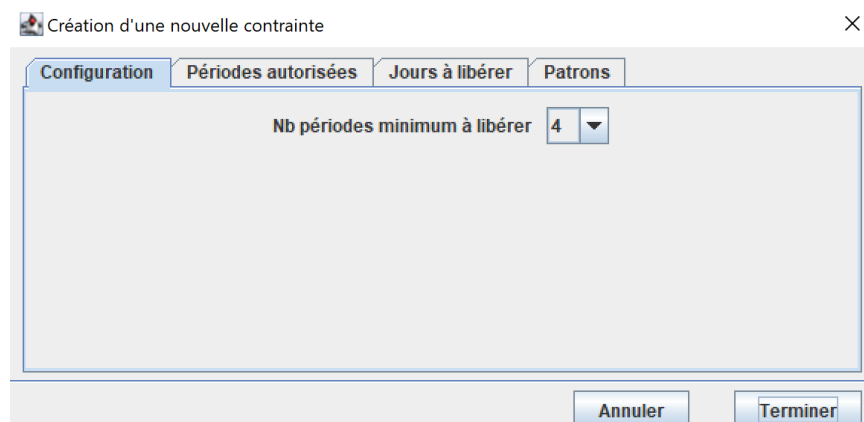 Création d'une nouvelle contrainte
Configuration Périodes autorisées Jours à libérer Patrons
Nb périodes minimum à libérer 4
Annuler Terminer